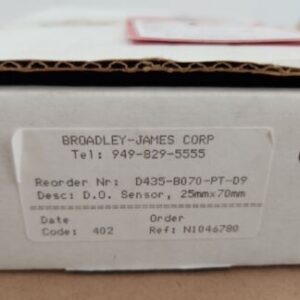 BROADLEY-JAMES CORP
Tel: 949-829-5555
Reorder Nr: D435-B070-PT-D9
Desc: D.O. Sensor, 25mmx70mm
Date Order
Code: 402 Ref: N1046780